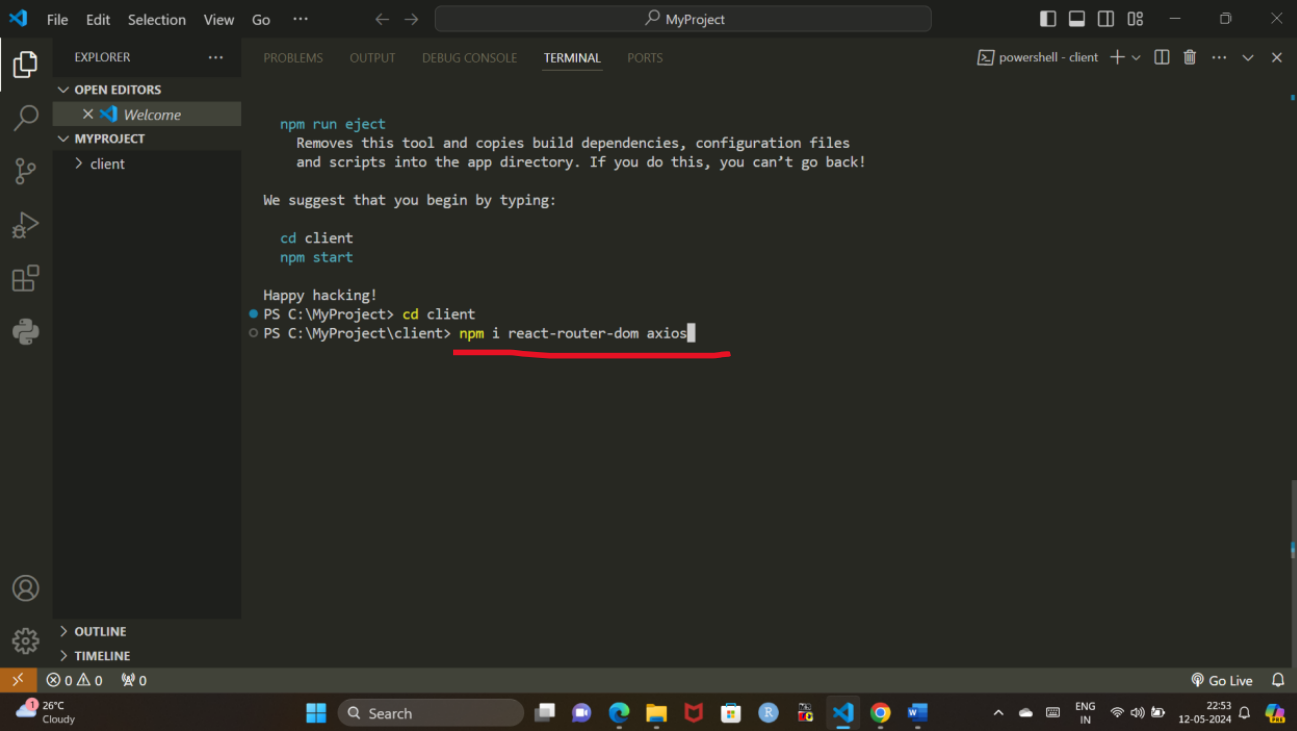 File Edit Selection View Go ···
MyProject
EXPLORER ···
OPEN EDITORS
Welcome
MYPROJECT
client
OUTLINE
TIMELINE
PROBLEMS OUTPUT DEBUG CONSOLE TERMINAL PORTS
powershell - client
npm run eject
Removes this tool and copies build dependencies, configuration files
and scripts into the app directory. If you do this, you can’t go back!
We suggest that you begin by typing:
cd client
npm start
Happy hacking!
PS C:\MyProject> cd client
PS C:\MyProject\client> npm i react-router-dom axios
0 0 0
Go Live
1
26°C
Cloudy
Search
R
ENG
IN
22:53
12-05-2024